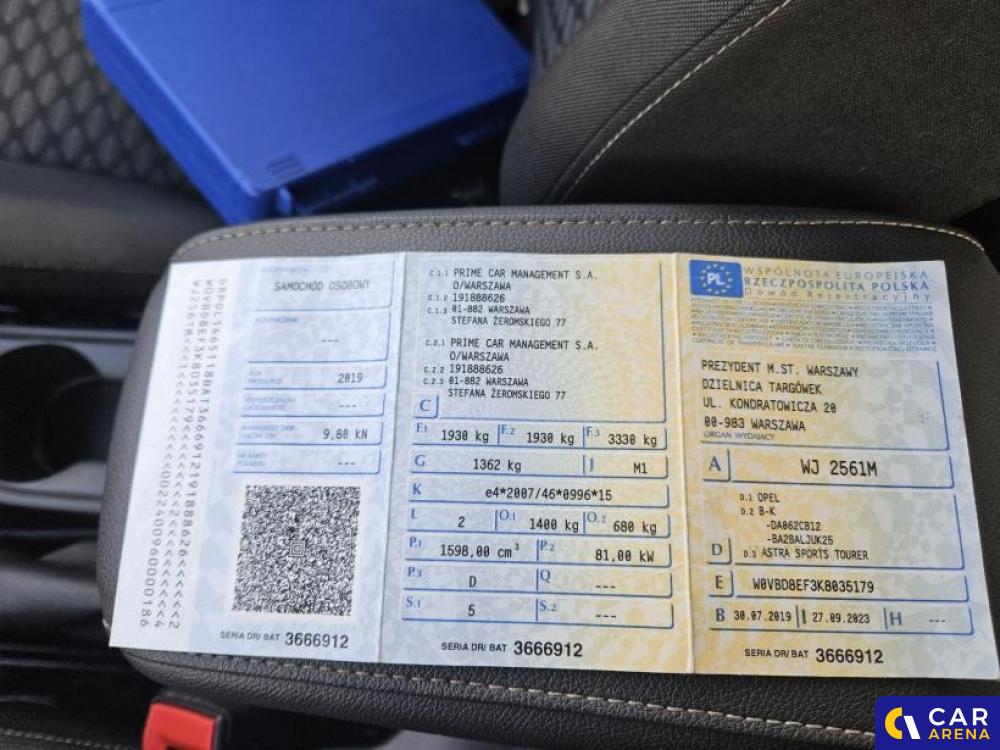 SAMOCHÓD OSOBOWY
---
2019
---
9,80 kN
---
SERIA DR/BAT 3666912
C.1.1 PRIME CAR MANAGEMENT S.A.
O/WARSZAWA
C.1.2 191888626
C.1.3 01-882 WARSZAWA
STEFANA ŻEROMSKIEGO 77
C.2.1 PRIME CAR MANAGEMENT S.A.
O/WARSZAWA
C.2.2 191888626
C.2.3 01-882 WARSZAWA
STEFANA ŻEROMSKIEGO 77
C
F.1 1930 kg F.2 1930 kg F.3 3330 kg
G 1362 kg J M1
K e4*2007/46*0996*15
L 2 O.1 1400 kg O.2 680 kg
P.1 1598,00 cm³ P.2 81,00 kW
P.3 D Q ---
S.1 5 S.2 ---
SERIA DR/BAT 3666912
PL
WSPÓLNOTA EUROPEJSKA
RZECZPOSPOLITA POLSKA
Dowód Rejestracyjny
PREZYDENT M.ST. WARSZAWY
DZIELNICA TARGÓWEK
UL. KONDRATOWICZA 20
00-983 WARSZAWA
ORGAN WYDAJĄCY
A WJ 2561M
D.1 OPEL
D.2 B-K
-DA062CB12
-BA2BALJUK25
D D.3 ASTRA SPORTS TOURER
E W0VBD8EF3K8035179
B 30.07.2019 I 27.09.2023 H ---
SERIA DR/BAT 3666912
CAR
ARENA